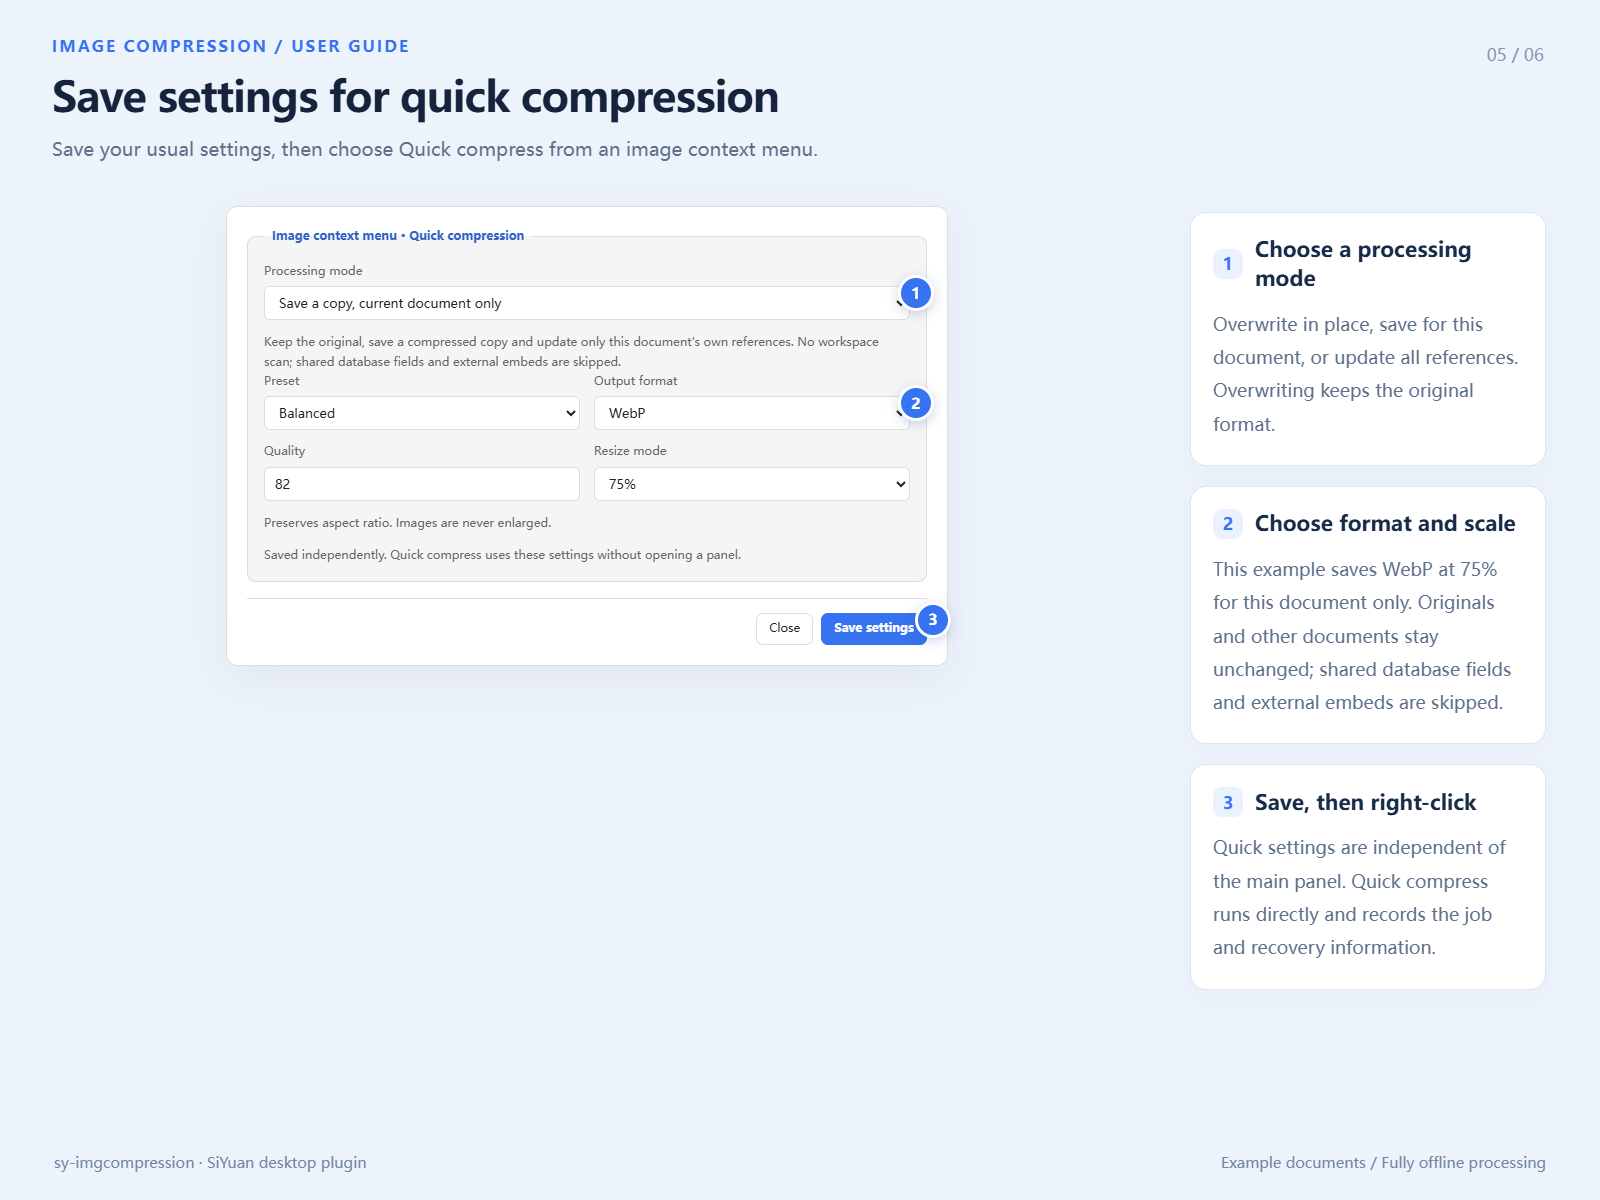 IMAGE COMPRESSION / USER GUIDE
05 / 06
Save settings for quick compression
Save your usual settings, then choose Quick compress from an image context menu.
Image context menu • Quick compression
Processing mode
Save a copy, current document only
1
Keep the original, save a compressed copy and update only this document's own references. No workspace
scan; shared database fields and external embeds are skipped.
Preset
Output format
Balanced
WebP
2
Quality
Resize mode
82
75%
Preserves aspect ratio. Images are never enlarged.
Saved independently. Quick compress uses these settings without opening a panel.
Close
Save settings
3
1
Choose a processing
mode
Overwrite in place, save for this
document, or update all references.
Overwriting keeps the original
format.
2
Choose format and scale
This example saves WebP at 75%
for this document only. Originals
and other documents stay
unchanged; shared database fields
and external embeds are skipped.
3
Save, then right-click
Quick settings are independent of
the main panel. Quick compress
runs directly and records the job
and recovery information.
sy-imgcompression · SiYuan desktop plugin
Example documents / Fully offline processing